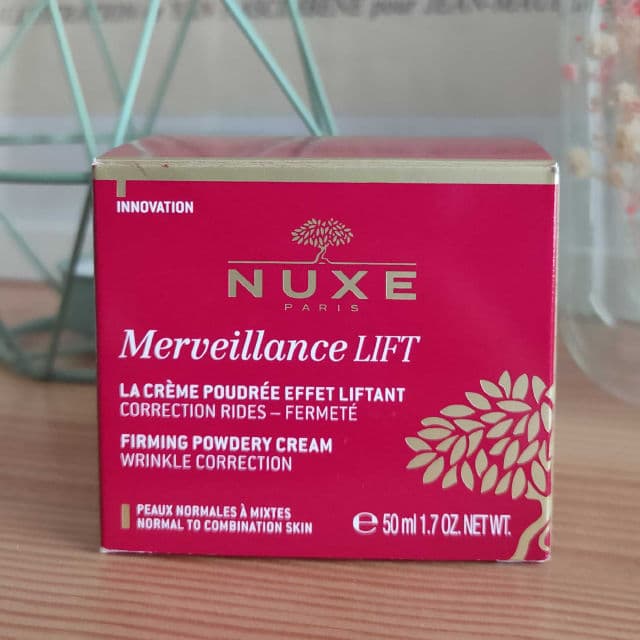 INNOVATION
NUXE
PARIS
Merveillance LIFT
LA CRÈME POUDRÉE EFFET LIFTANT
CORRECTION RIDES – FERMETÉ
FIRMING POWDERY CREAM
WRINKLE CORRECTION
PEAUX NORMALES À MIXTES
NORMAL TO COMBINATION SKIN
℮ 50 ml 1.7 OZ. NET WT.